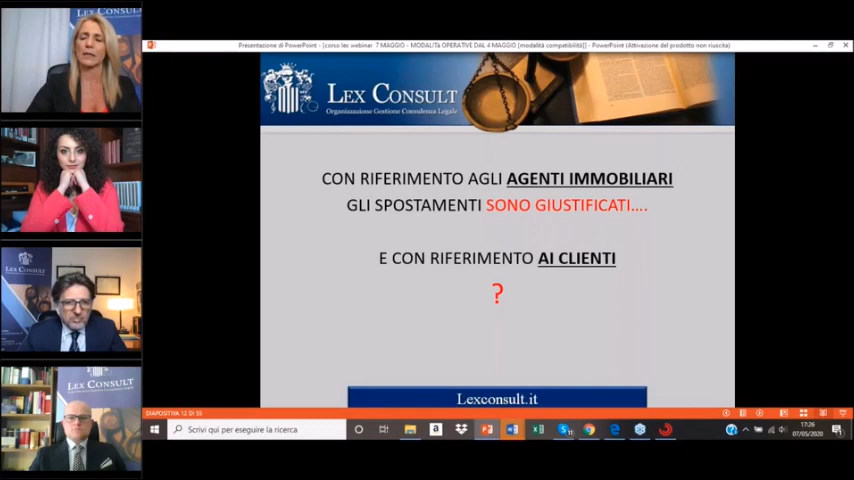 Presentazione di PowerPoint - [corso lex webinar 7 MAGGIO - MODALITà OPERATIVE DAL 4 MAGGIO [modalità compatibilità]] - PowerPoint (Attivazione del prodotto non riuscita)
LEX CONSULT
Organizzazione Gestione Consulenza Legale
CON RIFERIMENTO AGLI AGENTI IMMOBILIARI
GLI SPOSTAMENTI SONO GIUSTIFICATI....
E CON RIFERIMENTO AI CLIENTI
?
Lexconsult.it
DIAPOSITIVA 12 DI 55
Scrivi qui per eseguire la ricerca
17:26
07/05/2020
LEX CONSULT
LEX CONSULT